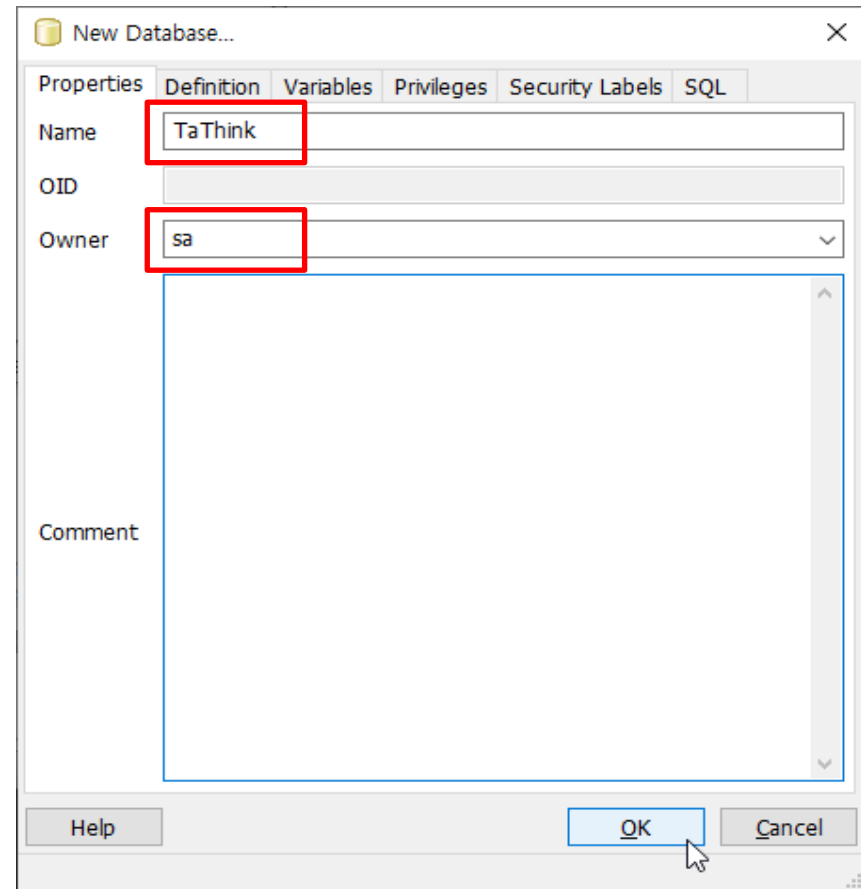 New Database...
Properties Definition Variables Privileges Security Labels SQL
Name TaThink
OID
Owner sa
Comment
Help OK Cancel